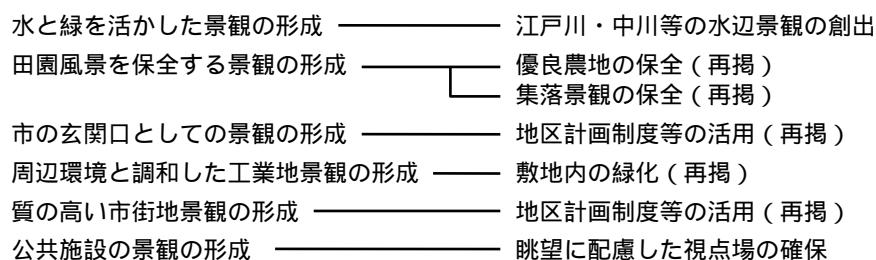 水と緑を活かした景観の形成 江戸川・中川等の水辺景観の創出
田園風景を保全する景観の形成 優良農地の保全(再掲)
集落景観の保全(再掲)
市の玄関口としての景観の形成 地区計画制度等の活用(再掲)
周辺環境と調和した工業地景観の形成 敷地内の緑化(再掲)
質の高い市街地景観の形成 地区計画制度等の活用(再掲)
公共施設の景観の形成 眺望に配慮した視点場の確保